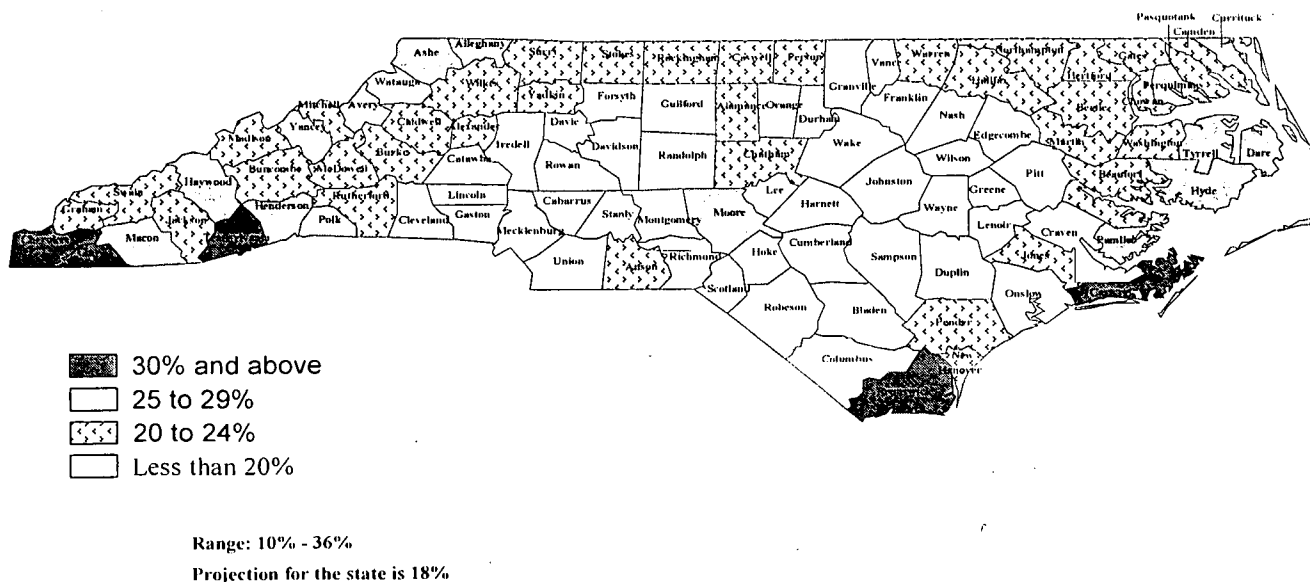 Pasquotank Currituck
Camden
Ashe Alleghany Surry Stokes Rockingham Caswell Person Vance Warren Northampton Gates
Watauga Wilkes Halifax Hertford
Mitchell Avery Yadkin Forsyth Guilford Alamance Orange Durham Granville Franklin Bertie Chowan Perquimans
Madison Yancey Caldwell Alexander Davie Nash
Iredell Davidson Randolph Chatham Wake Edgecombe Martin Washington Tyrrell Dare
Swain Haywood Buncombe McDowell Burke Catawba Rowan Wilson Pitt Beaufort Hyde
Graham Jackson Rutherford Lincoln Lee Johnston Greene
Henderson Polk Cleveland Gaston Cabarrus Stanly Montgomery Moore Harnett Wayne Lenoir Craven Pamlico
Cherokee Macon Mecklenburg Cumberland Jones
Union Anson Richmond Hoke Sampson Duplin Onslow Carteret
Scotland Robeson Bladen Pender
Columbus New
Hanover
30% and above
25 to 29%
20 to 24%
Less than 20%
Range: 10% - 36%
Projection for the state is 18%